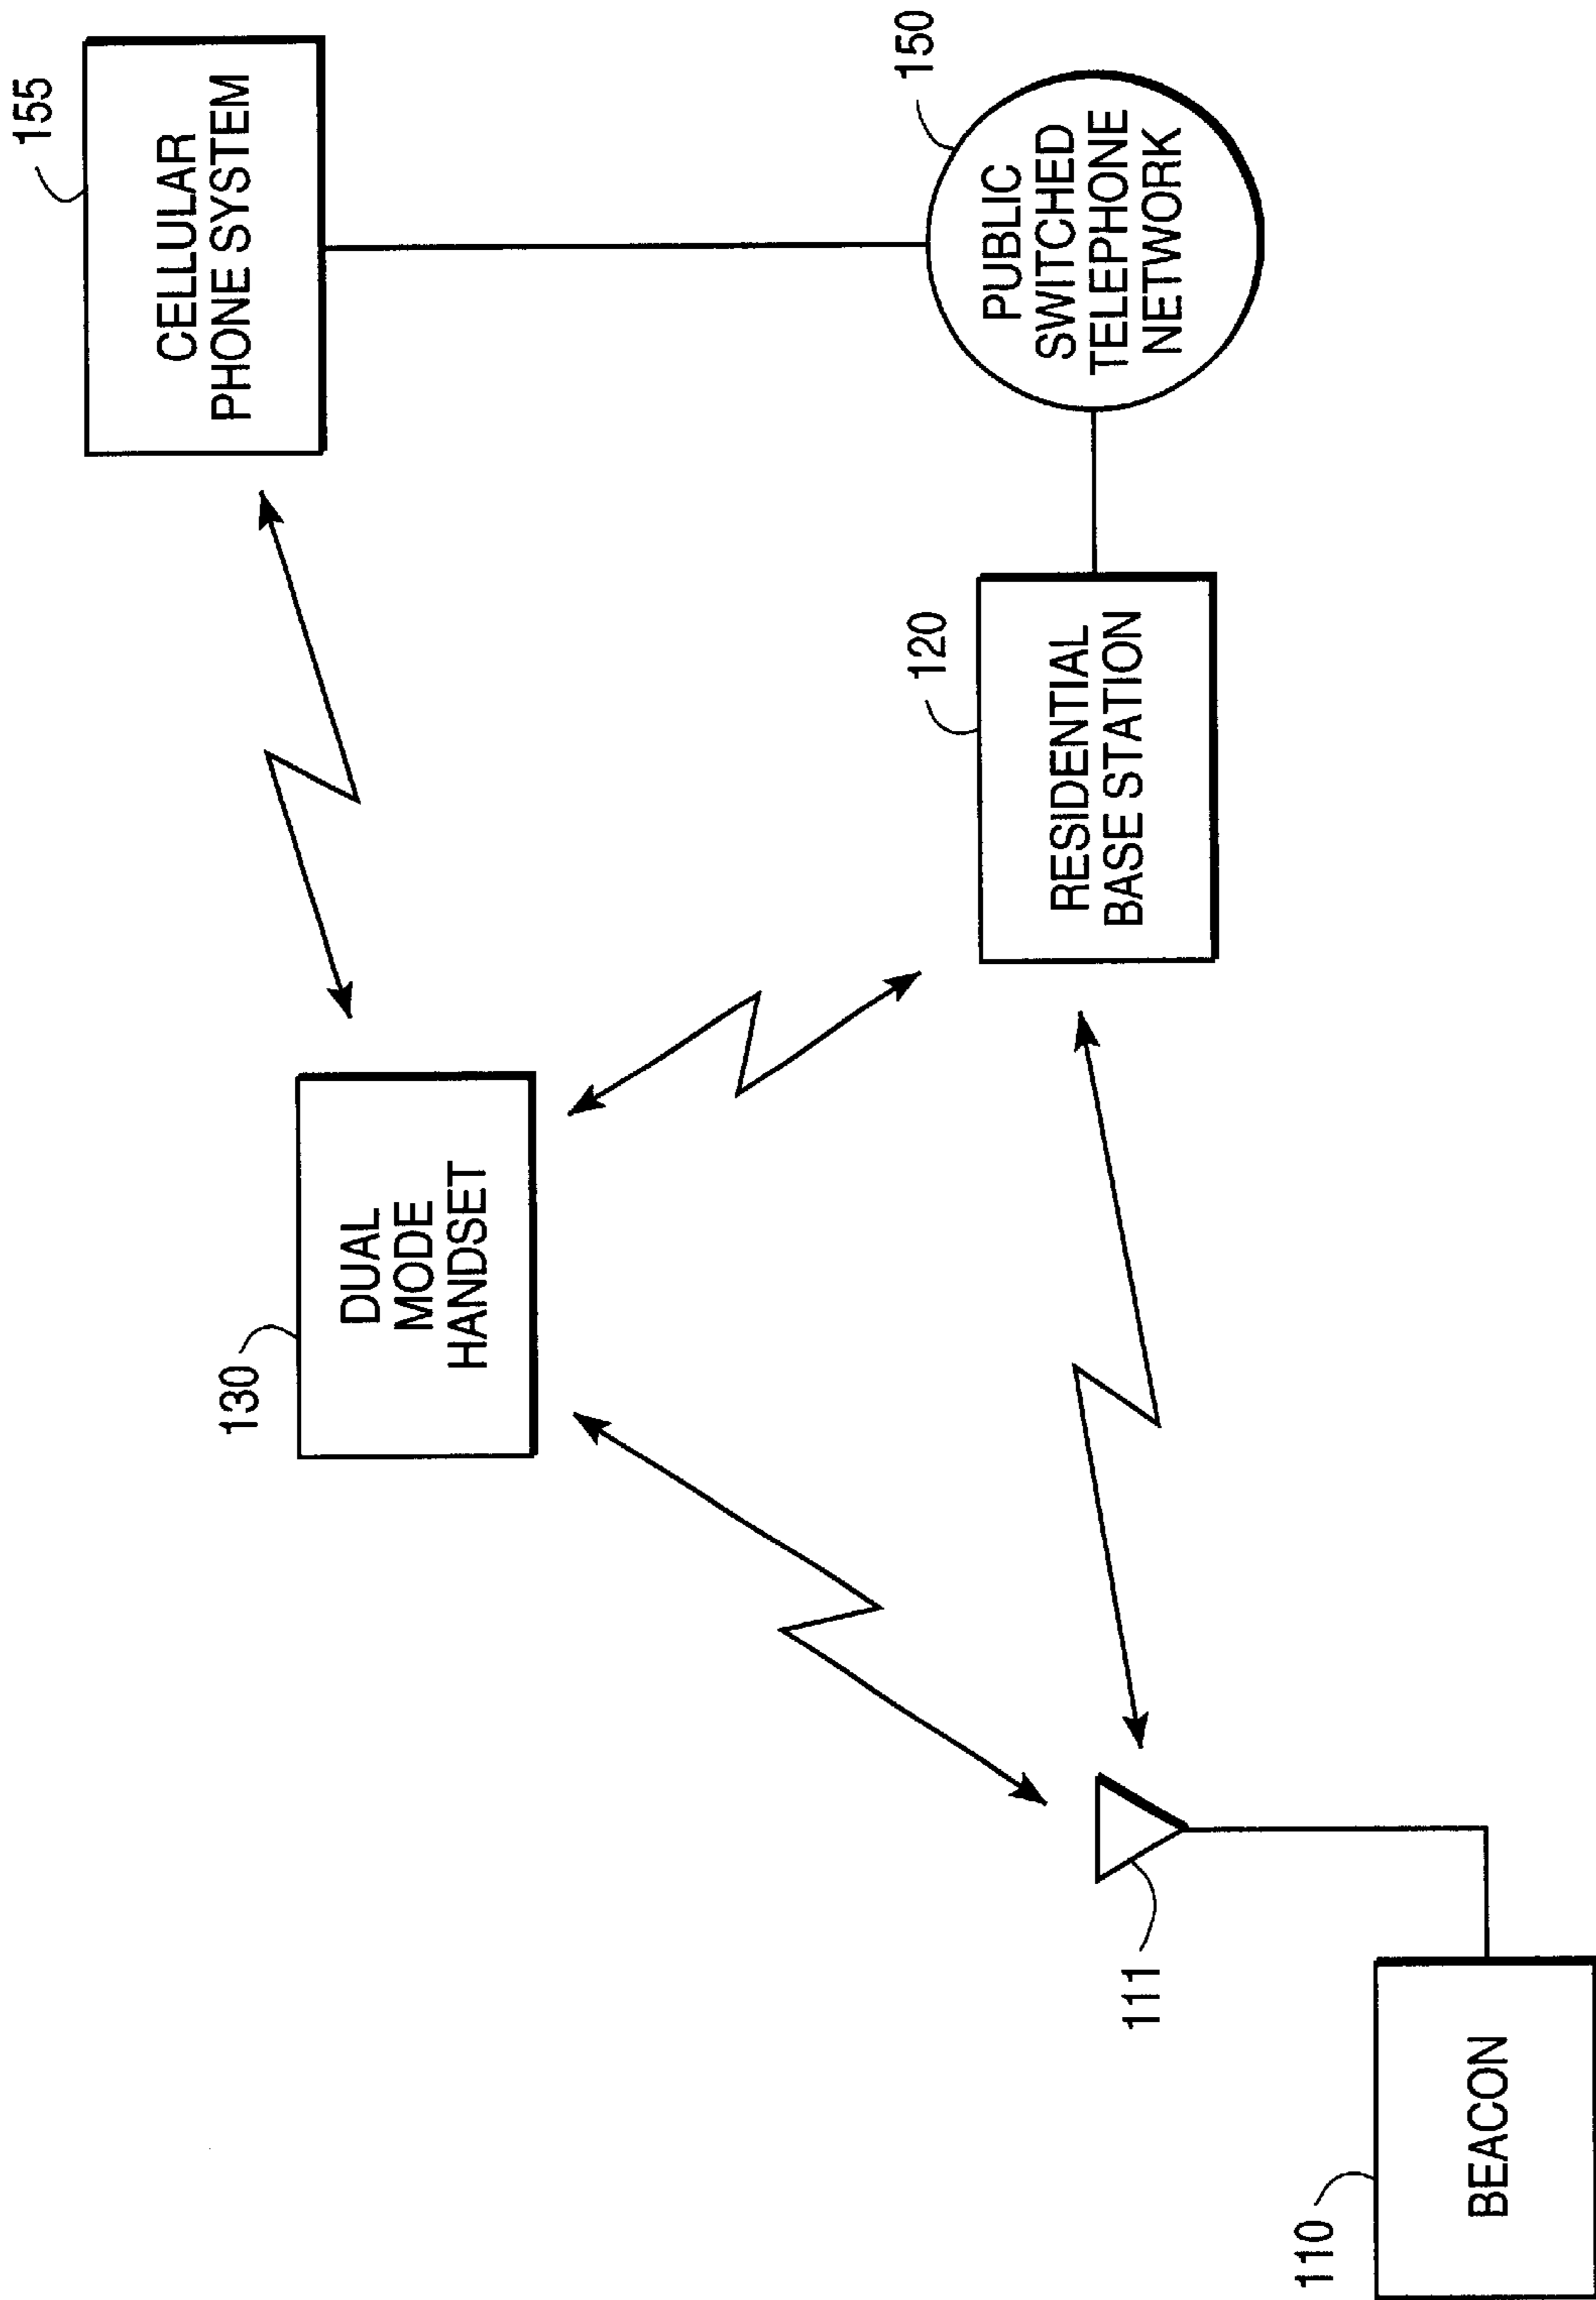 155
CELLULAR
PHONE SYSTEM
130
DUAL
MODE
HANDSET
150
PUBLIC
SWITCHED
TELEPHONE
NETWORK
120
RESIDENTIAL
BASE STATION
111
110
BEACON